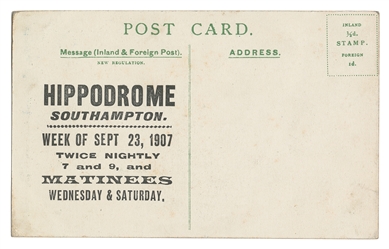 POST CARD.
Message (Inland & Foreign Post).
NEW REGULATION.
ADDRESS.
INLAND
½d.
STAMP.
FOREIGN
1d.
HIPPODROME
SOUTHAMPTON.
WEEK OF SEPT 23, 1907
TWICE NIGHTLY
7 and 9, and
MATINEES
WEDNESDAY & SATURDAY.